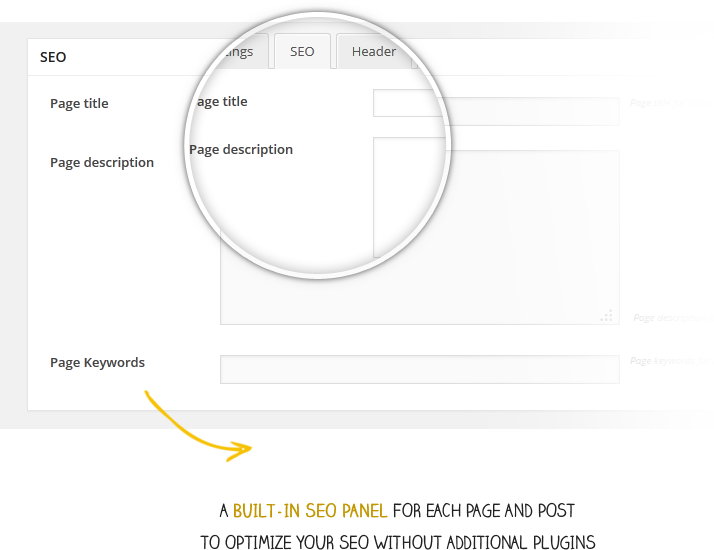 ings SEO Header
SEO
Page title
age title
Page description
Page description
Page Keywords
A BUILT-IN SEO PANEL FOR EACH PAGE AND POST
TO OPTIMIZE YOUR SEO WITHOUT ADDITIONAL PLUGINS